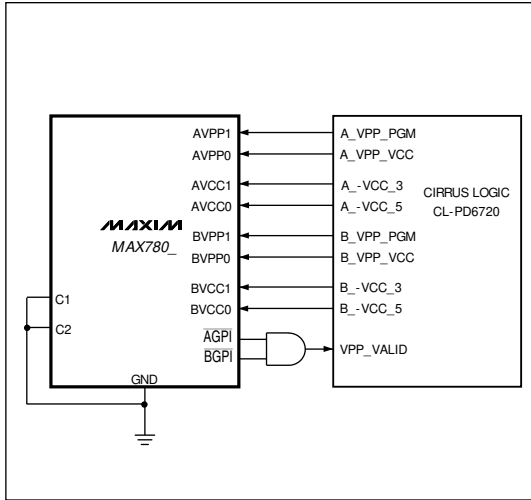 AVPP1
A_VPP_PGM
AVPP0
A_VPP_VCC
AVCC1
A_-VCC_3
CIRRUS LOGIC
AVCC0
A_-VCC_5
CL-PD6720
MAXIM
MAX780_
BVPP1
B_VPP_PGM
BVPP0
B_VPP_VCC
BVCC1
B_-VCC_3
C1
BVCC0
B_-VCC_5
C2
AGPI
VPP_VALID
BGPI
GND